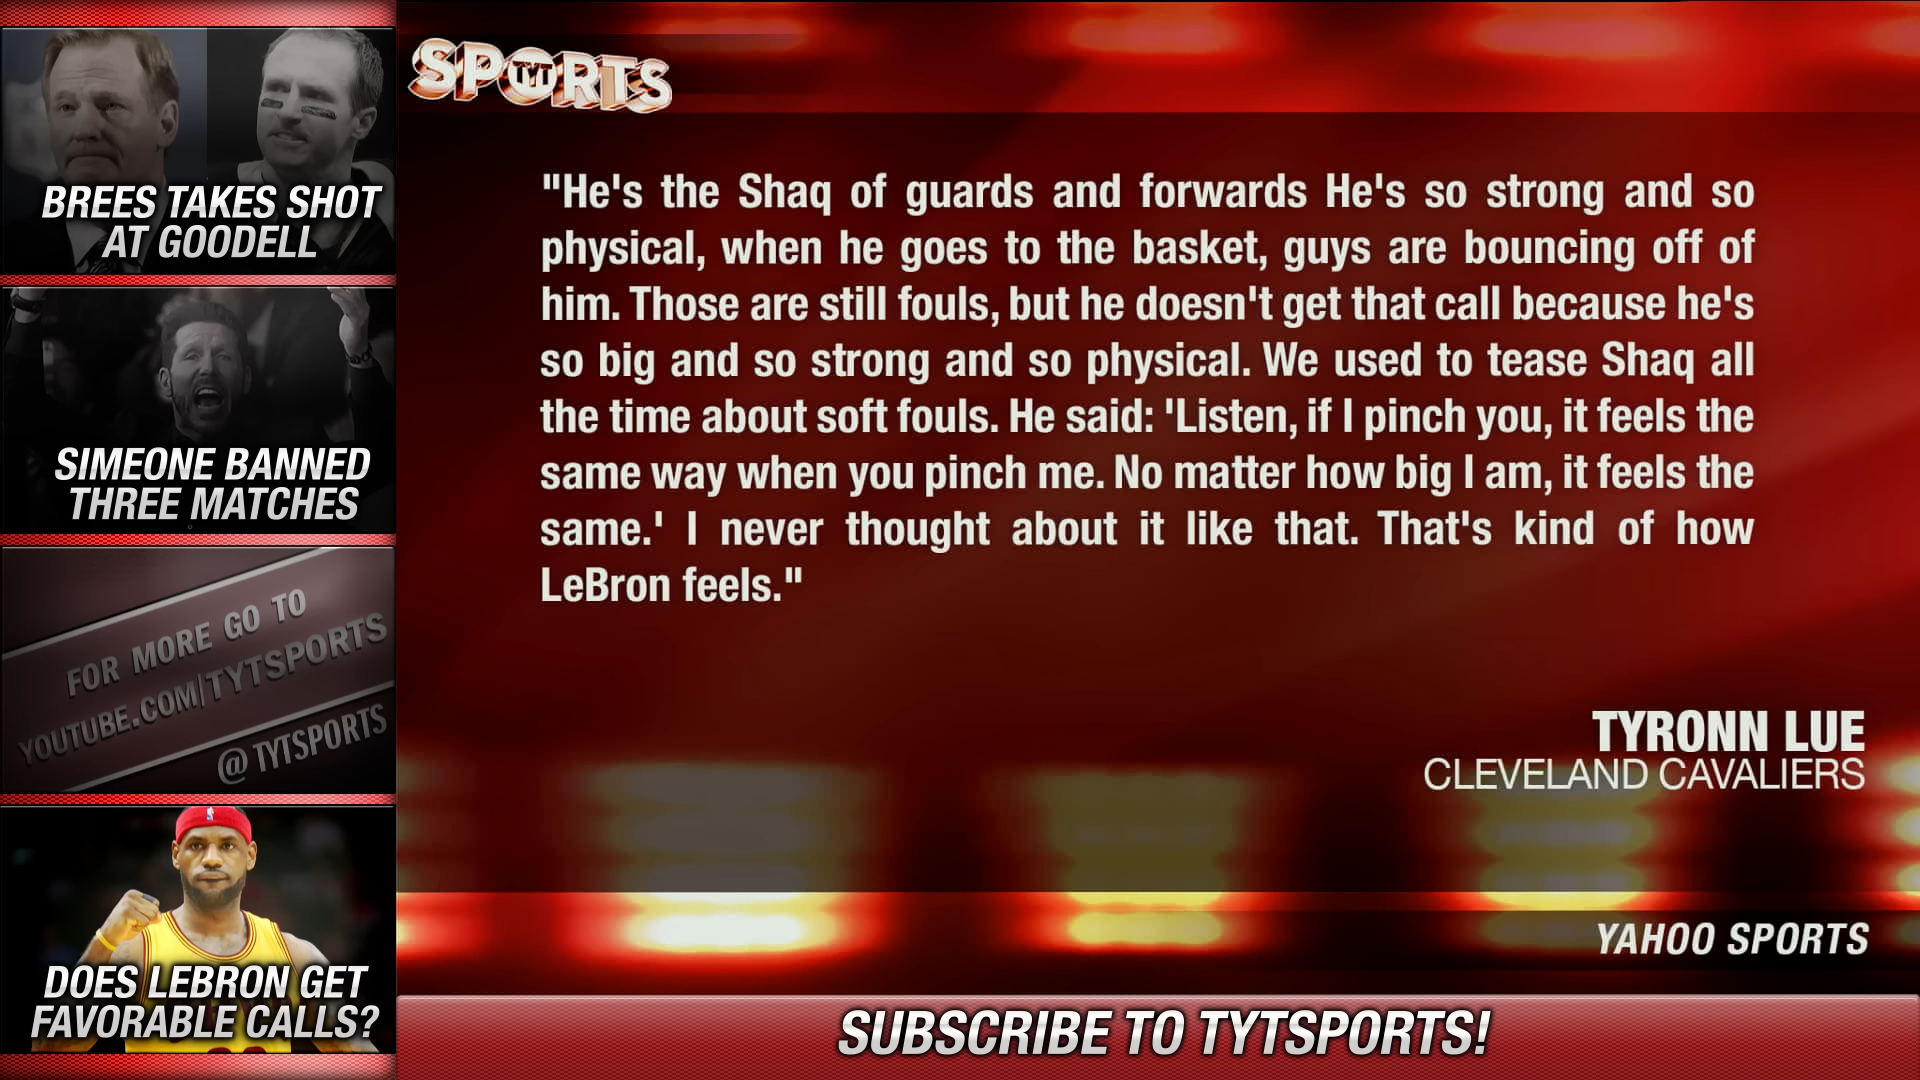 BREES TAKES SHOT
AT GOODELL
SIMEONE BANNED
THREE MATCHES
FOR MORE GO TO
YOUTUBE.COM/TYTSPORTS
@TYTSPORTS
DOES LEBRON GET
FAVORABLE CALLS?
SPORTS
TYT
"He's the Shaq of guards and forwards He's so strong and so
physical, when he goes to the basket, guys are bouncing off of
him. Those are still fouls, but he doesn't get that call because he's
so big and so strong and so physical. We used to tease Shaq all
the time about soft fouls. He said: 'Listen, if I pinch you, it feels the
same way when you pinch me. No matter how big I am, it feels the
same.' I never thought about it like that. That's kind of how
LeBron feels."
TYRONN LUE
CLEVELAND CAVALIERS
YAHOO SPORTS
SUBSCRIBE TO TYTSPORTS!